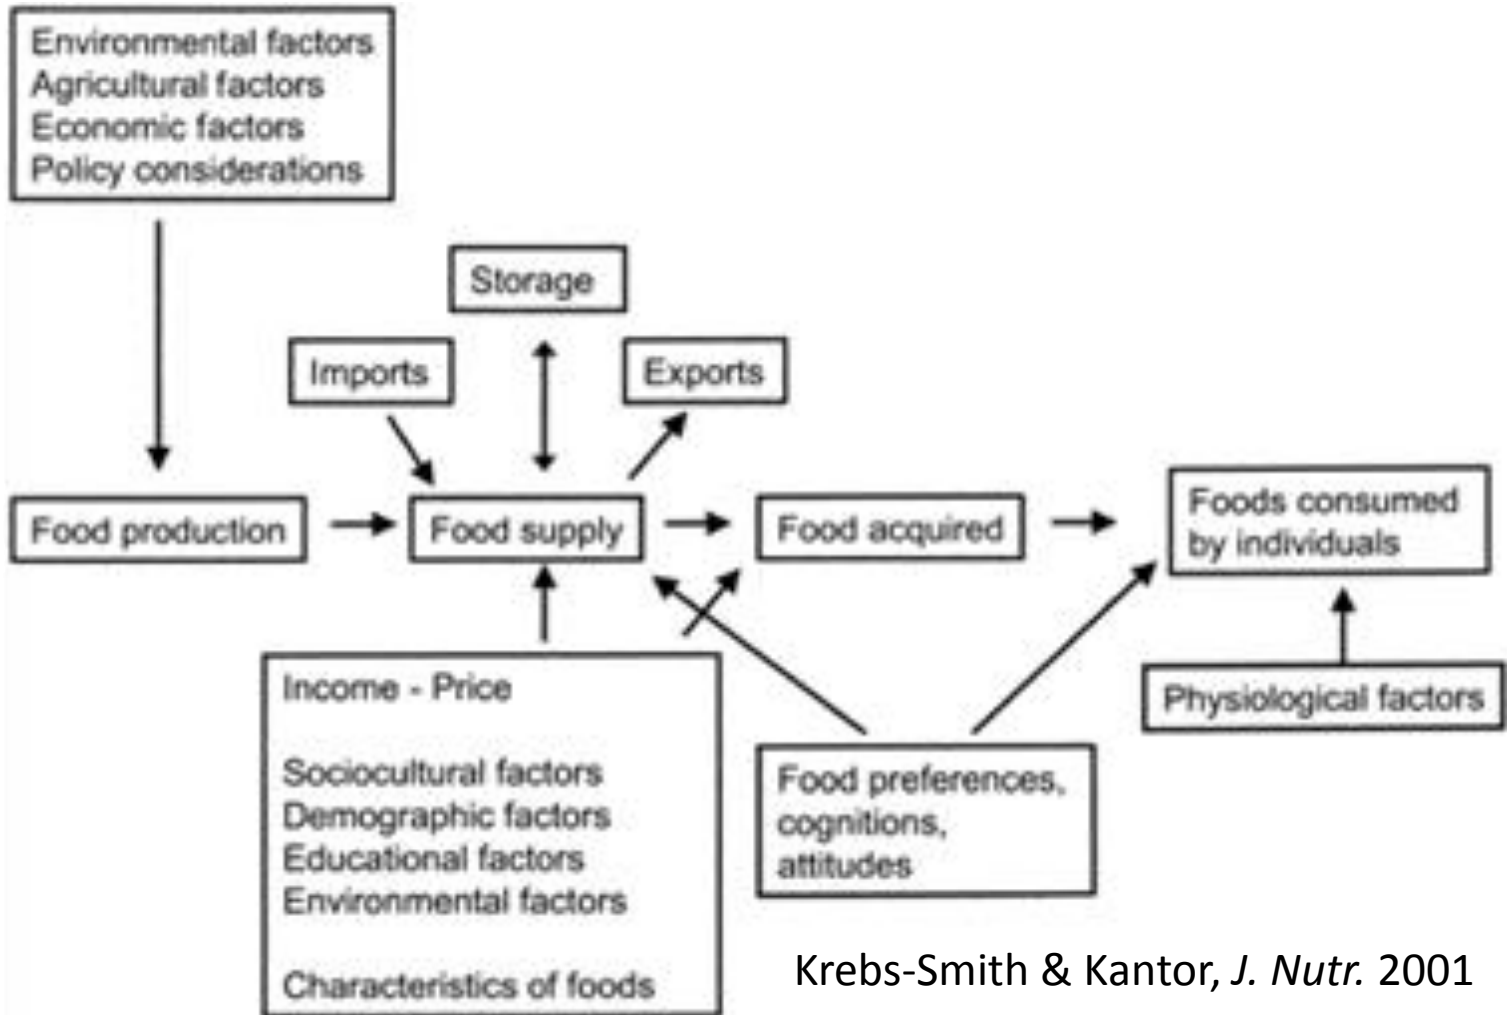 Environmental factors
Agricultural factors
Economic factors
Policy considerations
Storage
Imports
Exports
Food production
Food supply
Food acquired
Foods consumed
by individuals
Income - Price
Sociocultural factors
Demographic factors
Educational factors
Environmental factors
Characteristics of foods
Food preferences,
cognitions,
attitudes
Physiological factors
Krebs-Smith & Kantor, J. Nutr. 2001